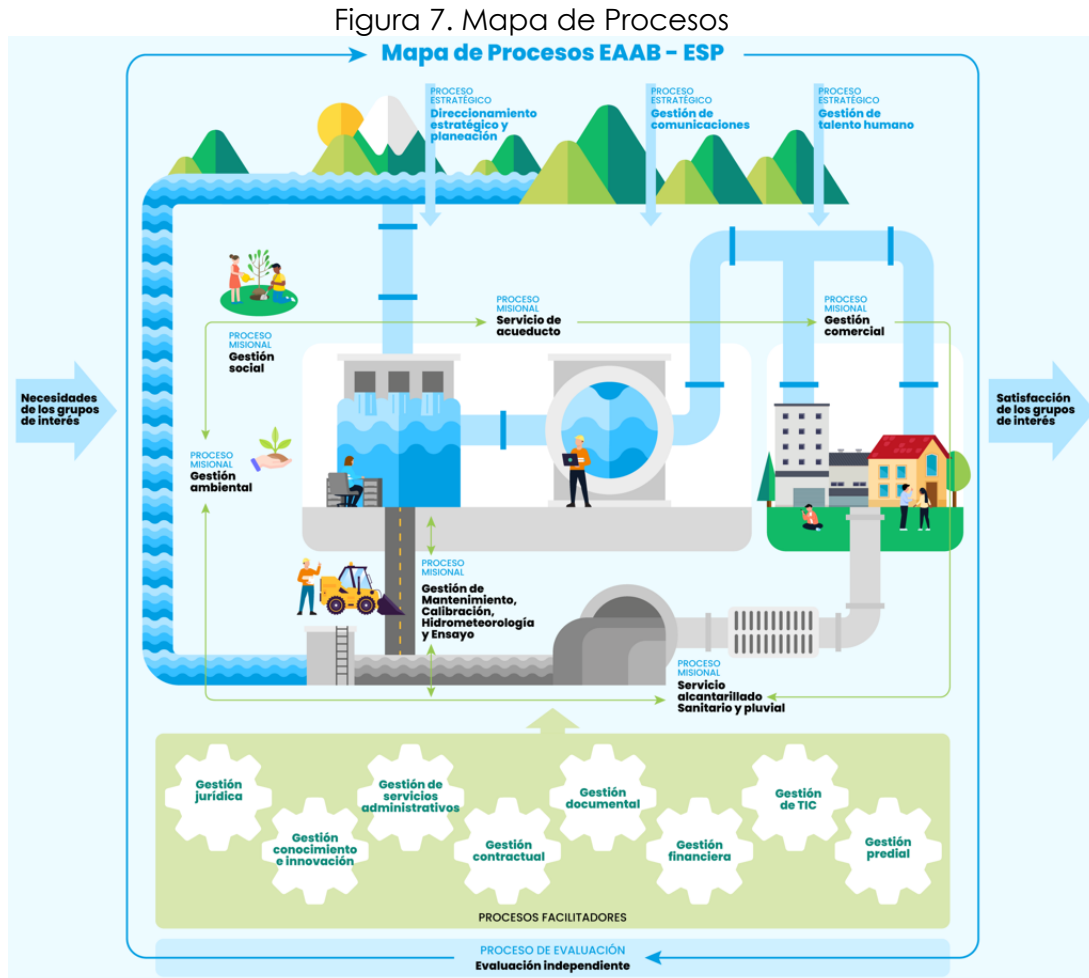 Figura 7. Mapa de Procesos
Mapa de Procesos EAAB - ESP
PROCESO
ESTRATÉGICO
Direccionamiento
estratégico y
planeación
PROCESO
ESTRATÉGICO
Gestión de
comunicaciones
PROCESO
ESTRATÉGICO
Gestión de
talento humano
PROCESO
MISIONAL
Servicio de
acueducto
PROCESO
MISIONAL
Gestión
comercial
PROCESO
MISIONAL
Gestión
social
Necesidades
de los grupos
de interés
Satisfacción
de los grupos
de interés
PROCESO
MISIONAL
Gestión
ambiental
PROCESO
MISIONAL
Gestión de
Mantenimiento,
Calibración,
Hidrometeorología
y Ensayo
PROCESO
MISIONAL
Servicio
alcantarillado
Sanitario y pluvial
Gestión
jurídica
Gestión
conocimiento
e innovación
Gestión de
servicios
administrativos
Gestión
contractual
Gestión
documental
Gestión
financiera
Gestión
de TIC
Gestión
predial
PROCESOS FACILITADORES
PROCESO DE EVALUACIÓN
Evaluación independiente